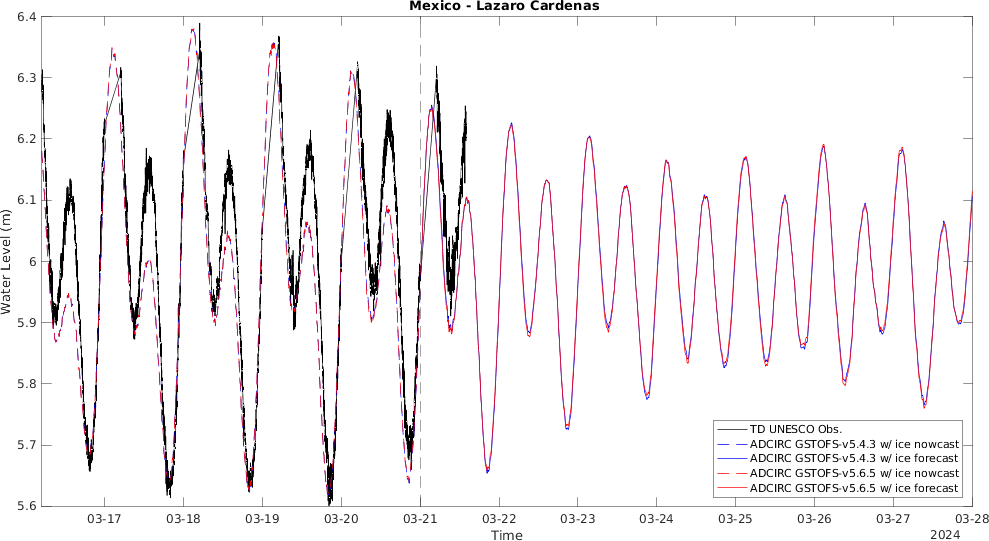 Mexico - Lazaro Cardenas
6.4
6.3
6.2
6.1
6
5.9
5.8
5.7
5.6
Water Level (m)
TD UNESCO Obs.
ADCIRC GSTOFS-v5.4.3 w/ ice nowcast
ADCIRC GSTOFS-v5.4.3 w/ ice forecast
ADCIRC GSTOFS-v5.6.5 w/ ice nowcast
ADCIRC GSTOFS-v5.6.5 w/ ice forecast
03-17 03-18 03-19 03-20 03-21 03-22 03-23 03-24 03-25 03-26 03-27 03-28
Time
2024